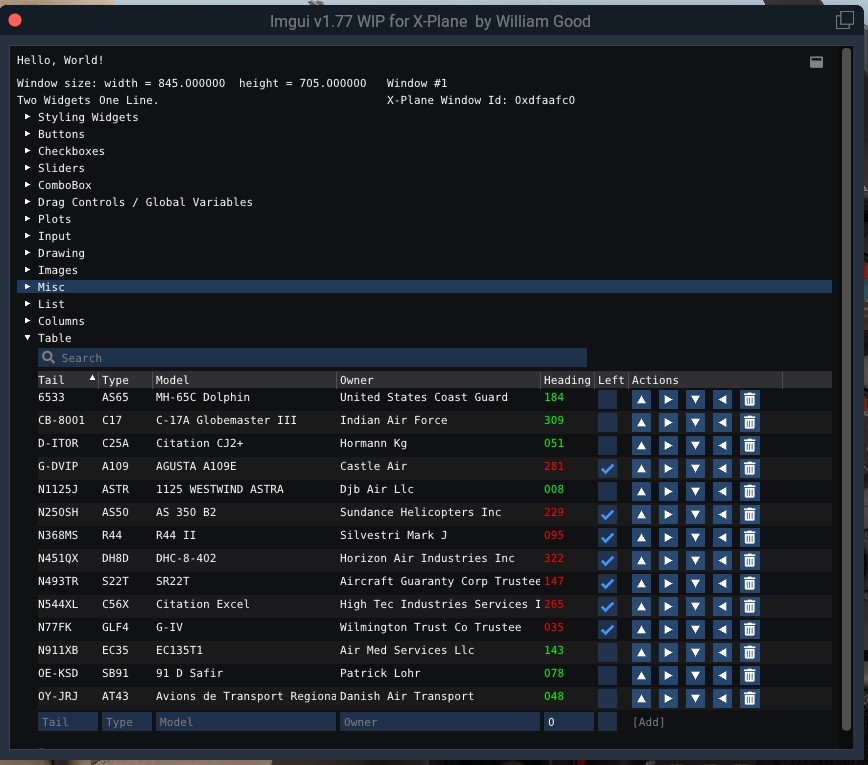 Imgui v1.77 WIP for X-Plane by William Good
Hello, World!
Window size: width = 845.000000 height = 705.000000 Window #1
Two Widgets One Line. X-Plane Window Id: 0xdfaafc0
Styling Widgets
Buttons
Checkboxes
Sliders
ComboBox
Drag Controls / Global Variables
Plots
Input
Drawing
Images
Misc
List
Columns
Table
Search
Tail Type Model Owner Heading Left Actions
6533 AS65 MH-65C Dolphin United States Coast Guard 184
CB-8001 C17 C-17A Globemaster III Indian Air Force 309
D-ITOR C25A Citation CJ2+ Hormann Kg 051
G-DVIP A109 AGUSTA A109E Castle Air 281
N1125J ASTR 1125 WESTWIND ASTRA Djb Air Llc 008
N250SH AS50 AS 350 B2 Sundance Helicopters Inc 229
N368MS R44 R44 II Silvestri Mark J 095
N451QX DH8D DHC-8-402 Horizon Air Industries Inc 322
N493TR S22T SR22T Aircraft Guaranty Corp Trustee 147
N544XL C56X Citation Excel High Tec Industries Services I 265
N77FK GLF4 G-IV Wilmington Trust Co Trustee 035
N911XB EC35 EC135T1 Air Med Services Llc 143
OE-KSD SB91 91 D Safir Patrick Lohr 078
OY-JRJ AT43 Avions de Transport Regiona Danish Air Transport 048
Tail Type Model Owner 0 [Add]